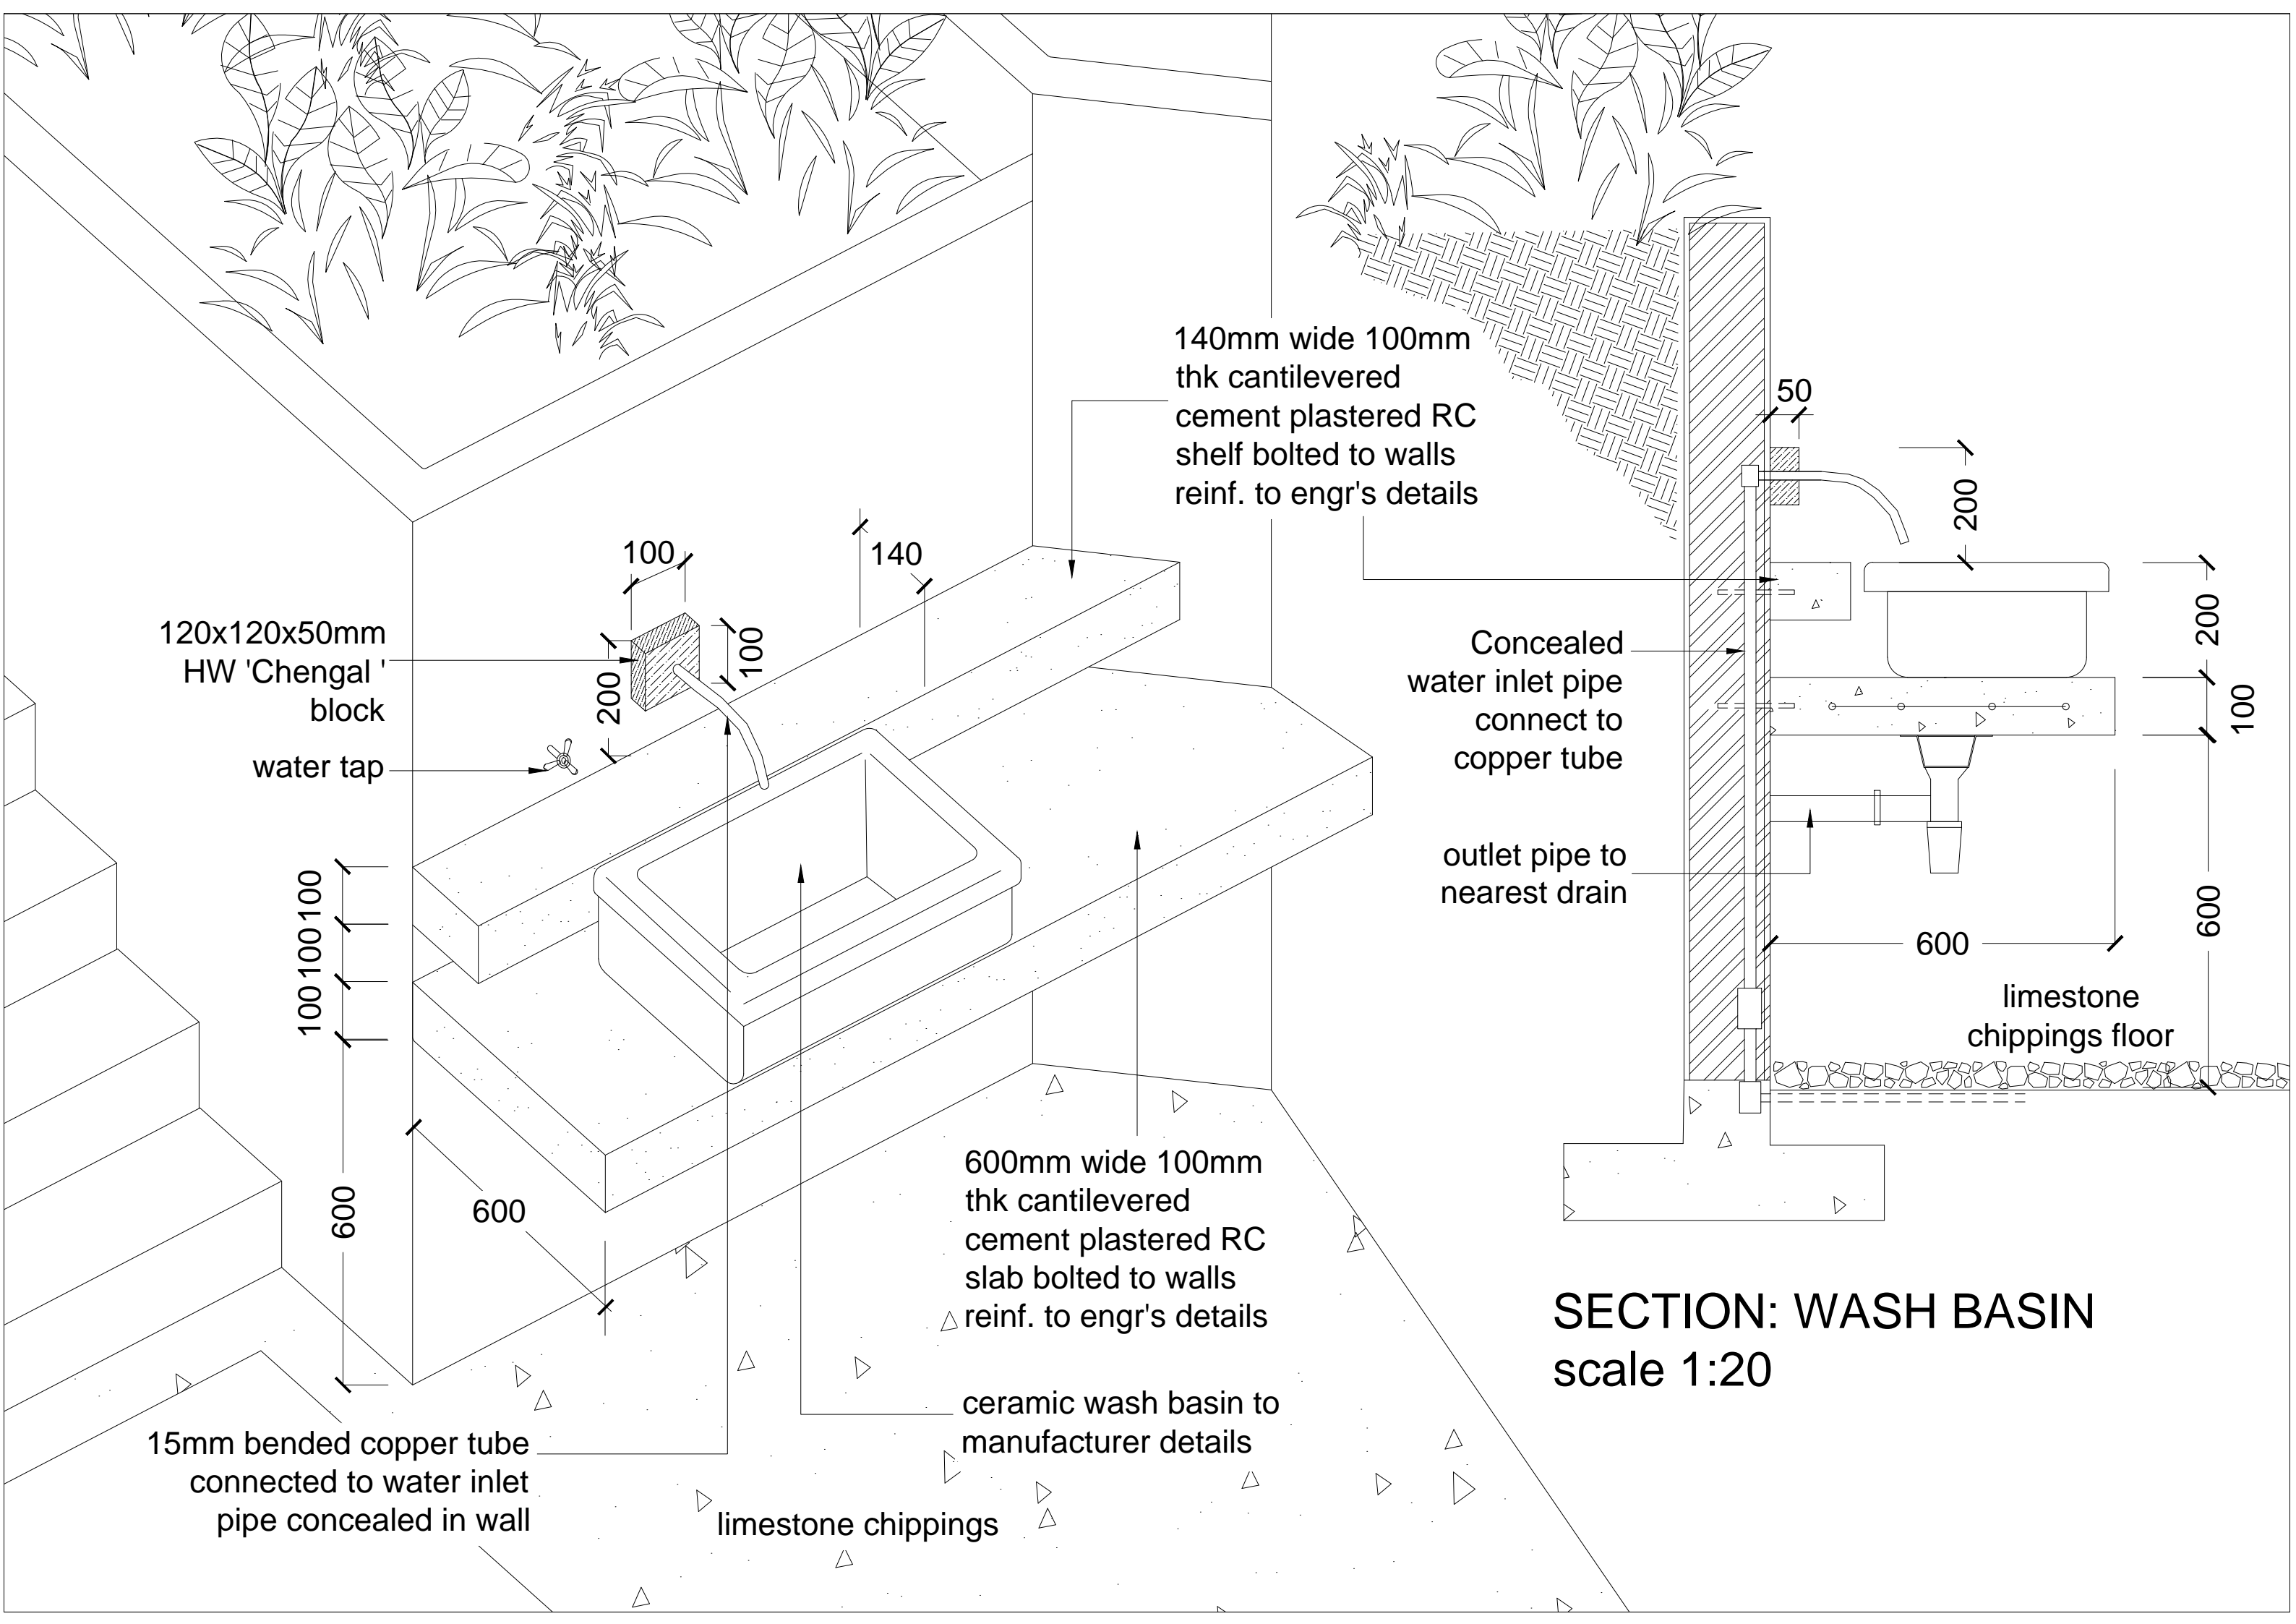 140mm wide 100mm
thk cantilevered
cement plastered RC
shelf bolted to walls
reinf. to engr's details
50
200
100
140
120x120x50mm
HW 'Chengal '
block
100
200
water tap
Concealed
water inlet pipe
connect to
copper tube
200
100
outlet pipe to
nearest drain
100
100
100
600
600
limestone
chippings floor
600
600
600mm wide 100mm
thk cantilevered
cement plastered RC
slab bolted to walls
reinf. to engr's details
SECTION: WASH BASIN
scale 1:20
ceramic wash basin to
manufacturer details
15mm bended copper tube
connected to water inlet
pipe concealed in wall
limestone chippings